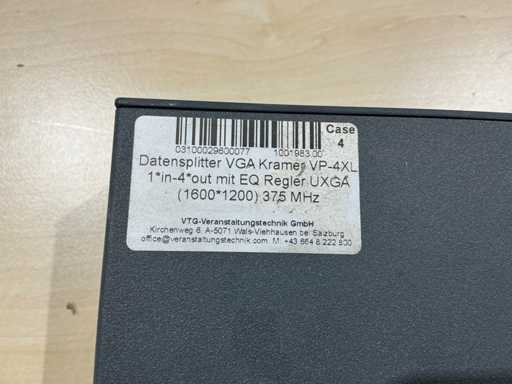 Case
4
03100029600077 1001983.00
Datensplitter VGA Kramer VP-4XL
1*in-4*out mit EQ Regler UXGA
(1600*1200) 375 MHz
VTG-Veranstaltungstechnik GmbH
Kirchenweg 6, A-5071 Wals-Viehhausen bei Salzburg
office@veranstaltungstechnik.com M: +43 664 8 222 800